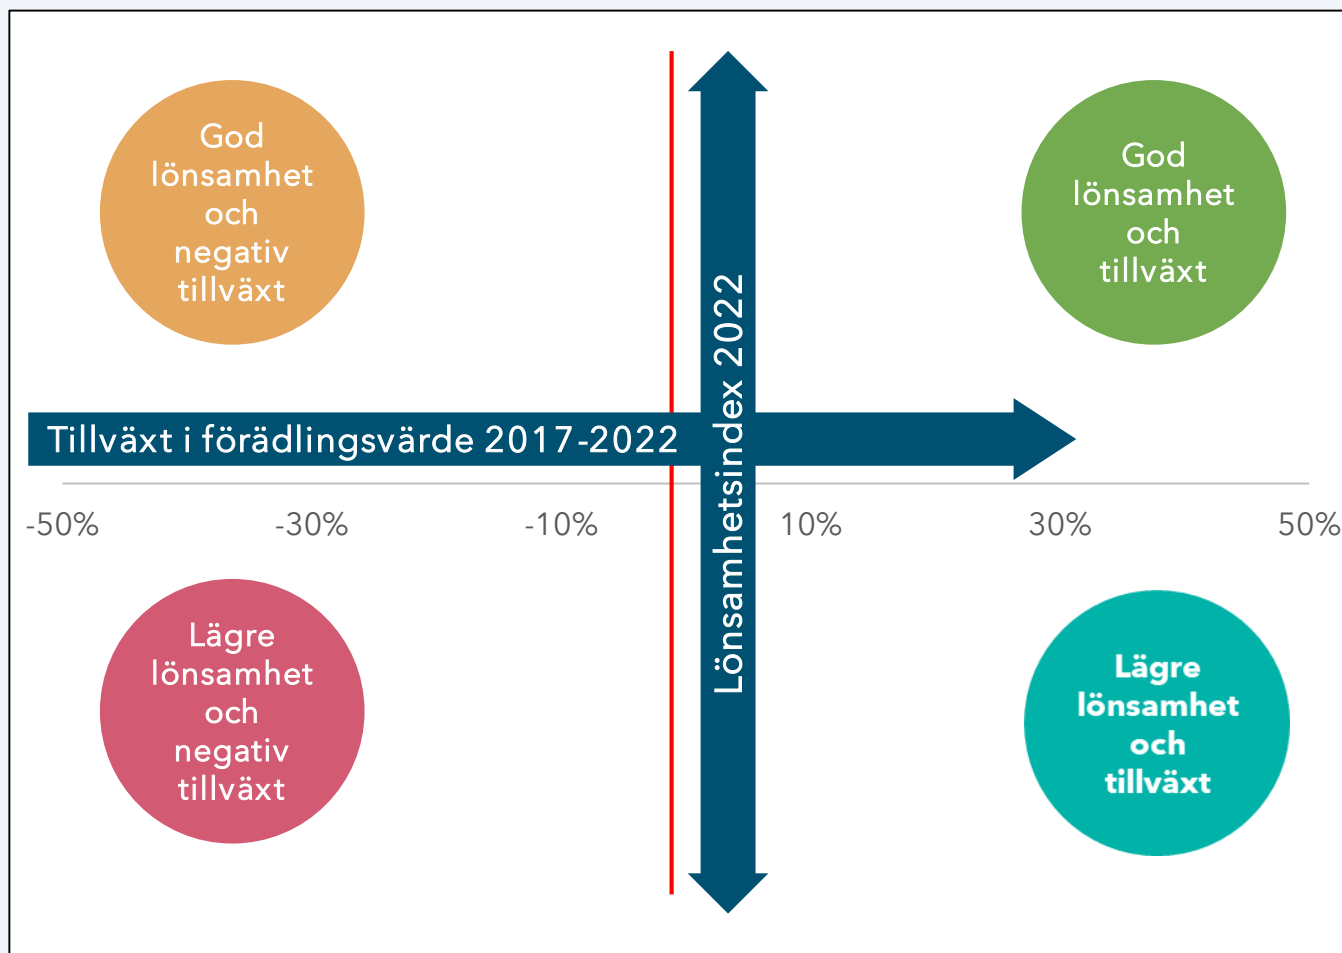 God
lönsamhet
och
negativ
tillväxt
God
lönsamhet
och
tillväxt
Lönsamhetsindex 2022
Tillväxt i förädlingsvärde 2017-2022
-50%
-30%
-10%
10%
30%
50%
Lägre
lönsamhet
och
negativ
tillväxt
Lägre
lönsamhet
och
tillväxt